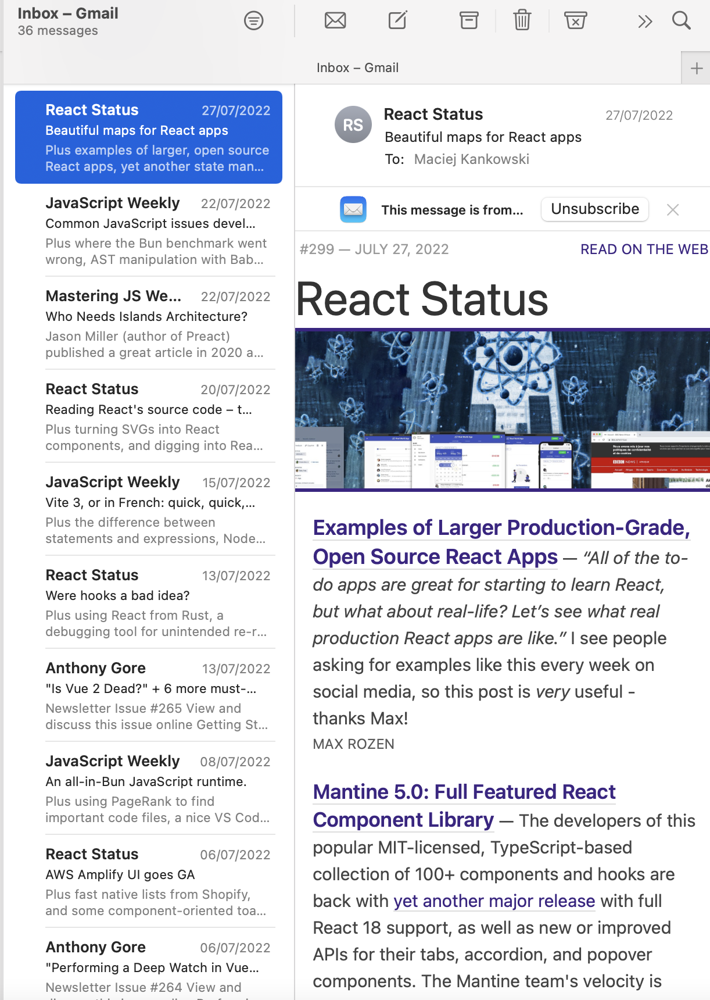 Inbox – Gmail
36 messages
Inbox – Gmail
React Status 27/07/2022
Beautiful maps for React apps
Plus examples of larger, open source
React apps, yet another state man...
JavaScript Weekly 22/07/2022
Common JavaScript issues devel...
Plus where the Bun benchmark went
wrong, AST manipulation with Bab...
Mastering JS We... 22/07/2022
Who Needs Islands Architecture?
Jason Miller (author of Preact)
published a great article in 2020 a...
React Status 20/07/2022
Reading React's source code – t...
Plus turning SVGs into React
components, and digging into Rea...
JavaScript Weekly 15/07/2022
Vite 3, or in French: quick, quick,...
Plus the difference between
statements and expressions, Node...
React Status 13/07/2022
Were hooks a bad idea?
Plus using React from Rust, a
debugging tool for unintended re-r...
Anthony Gore 13/07/2022
"Is Vue 2 Dead?" + 6 more must-...
Newsletter Issue #265 View and
discuss this issue online Getting St...
JavaScript Weekly 08/07/2022
An all-in-Bun JavaScript runtime.
Plus using PageRank to find
important code files, a nice VS Cod...
React Status 06/07/2022
AWS Amplify UI goes GA
Plus fast native lists from Shopify,
and some component-oriented toa...
Anthony Gore 06/07/2022
"Performing a Deep Watch in Vue...
Newsletter Issue #264 View and
RS
React Status 27/07/2022
Beautiful maps for React apps
To: Maciej Kankowski
This message is from... Unsubscribe
#299 — JULY 27, 2022 READ ON THE WEB
React Status
May 4th May 7th
Nous avons mis à jour nos
politiques de confidentialité
et de cookies
BBC NEWS AFRIQUE
Examples of Larger Production-Grade,
Open Source React Apps — “All of the to-
do apps are great for starting to learn React,
but what about real-life? Let’s see what real
production React apps are like.” I see people
asking for examples like this every week on
social media, so this post is very useful -
thanks Max!
MAX ROZEN
Mantine 5.0: Full Featured React
Component Library — The developers of this
popular MIT-licensed, TypeScript-based
collection of 100+ components and hooks are
back with yet another major release with full
React 18 support, as well as new or improved
APIs for their tabs, accordion, and popover
components. The Mantine team's velocity is